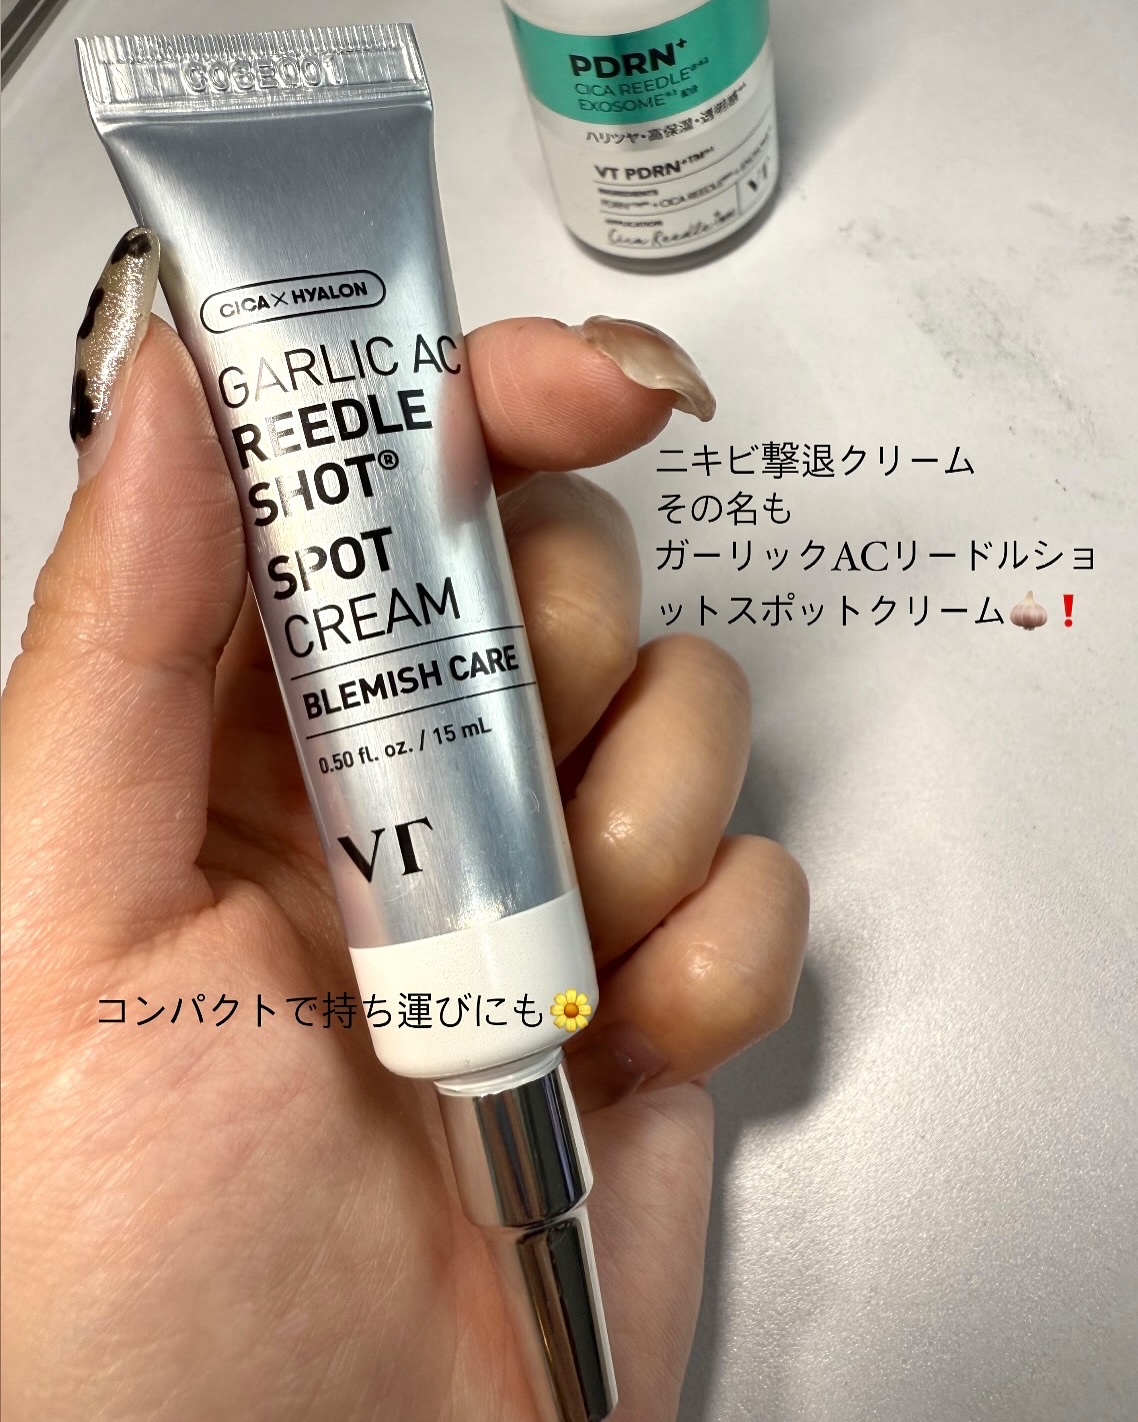 PDRN+
CICA REEDLE
EXOSOME
ハリツヤ・高保湿・透明感
VT PDRN
INGREDIENTS
APPLICATION
VT
CICA×HYALON
GARLIC AC
REEDLE
SHOT®
SPOT
CREAM
BLEMISH CARE
0.50 fl. oz. / 15 mL
VT
ニキビ撃退クリーム
その名も
ガーリックACリードルショ
ットスポットクリーム🧄❗
コンパクトで持ち運びにも🌼